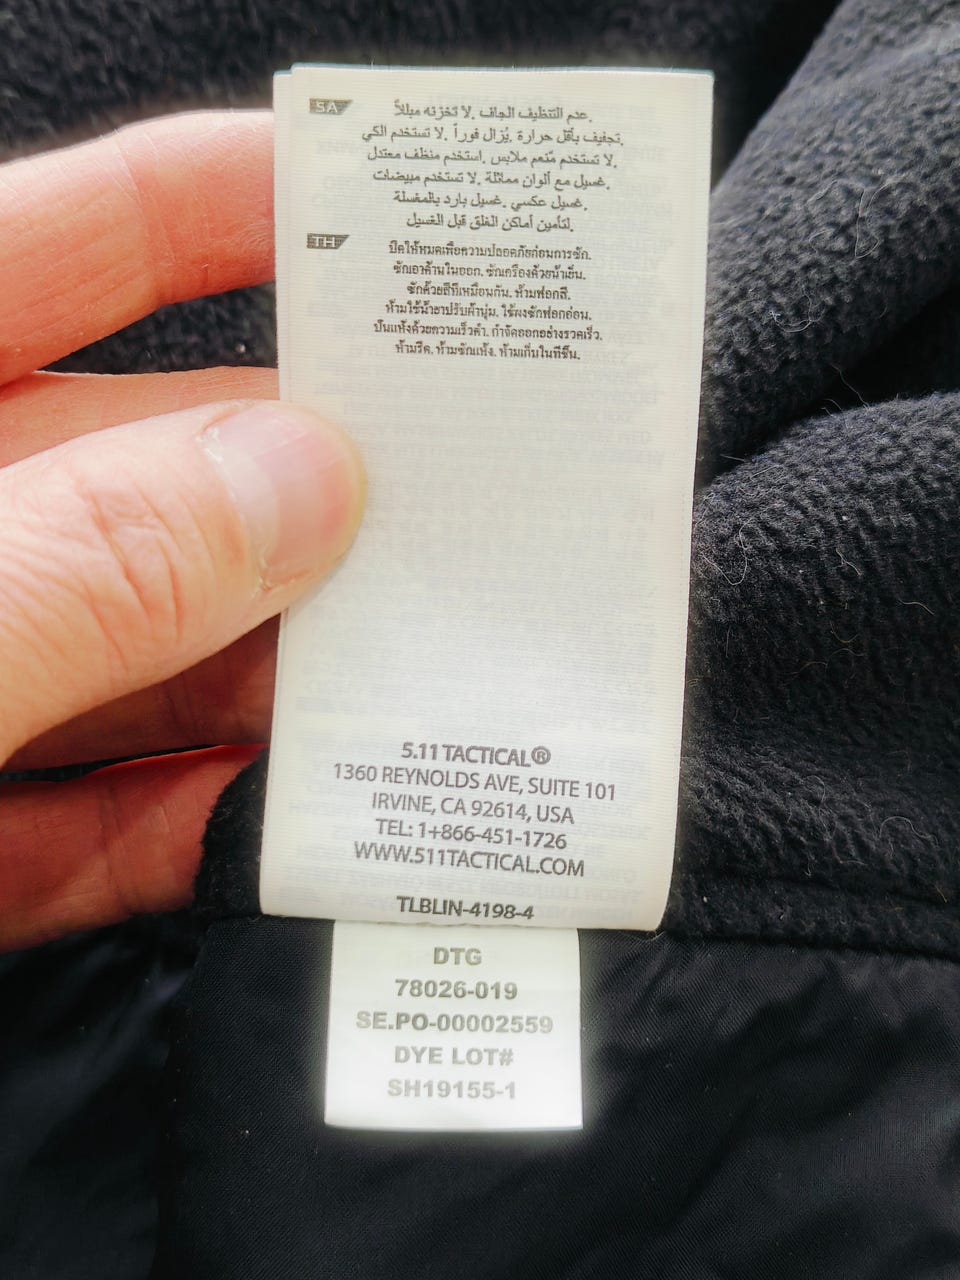 SA
عدم التنظيف الجاف. لا تخزنه مبللاً.
تجفيف بأقل حرارة. يُزال فوراً. لا تستخدم الكي.
لا تستخدم مُنعم ملابس. استخدم منظف معتدل.
غسيل مع ألوان مماثلة. لا تستخدم مبيضات.
غسيل عكسي. غسيل بارد بالمغسلة.
لتأمين أماكن الغلق قبل الغسيل.
TH
ปิดให้หมดเพื่อความปลอดภัยก่อนการซัก.
ซักเอาด้านในออก. ซักเครื่องด้วยน้ำเย็น.
ซักด้วยสีที่เหมือนกัน. ห้ามฟอกสี.
ห้ามใช้น้ำยาปรับผ้านุ่ม. ใช้ผงซักฟอกอ่อน.
ปั่นแห้งด้วยความเร็วต่ำ. กำจัดออกอย่างรวดเร็ว.
ห้ามรีด. ห้ามซักแห้ง. ห้ามเก็บในที่ชื้น.
5.11 TACTICAL®
1360 REYNOLDS AVE, SUITE 101
IRVINE, CA 92614, USA
TEL: 1+866-451-1726
WWW.511TACTICAL.COM
TLBLIN-4198-4
DTG
78026-019
SE.PO-00002559
DYE LOT#
SH19155-1